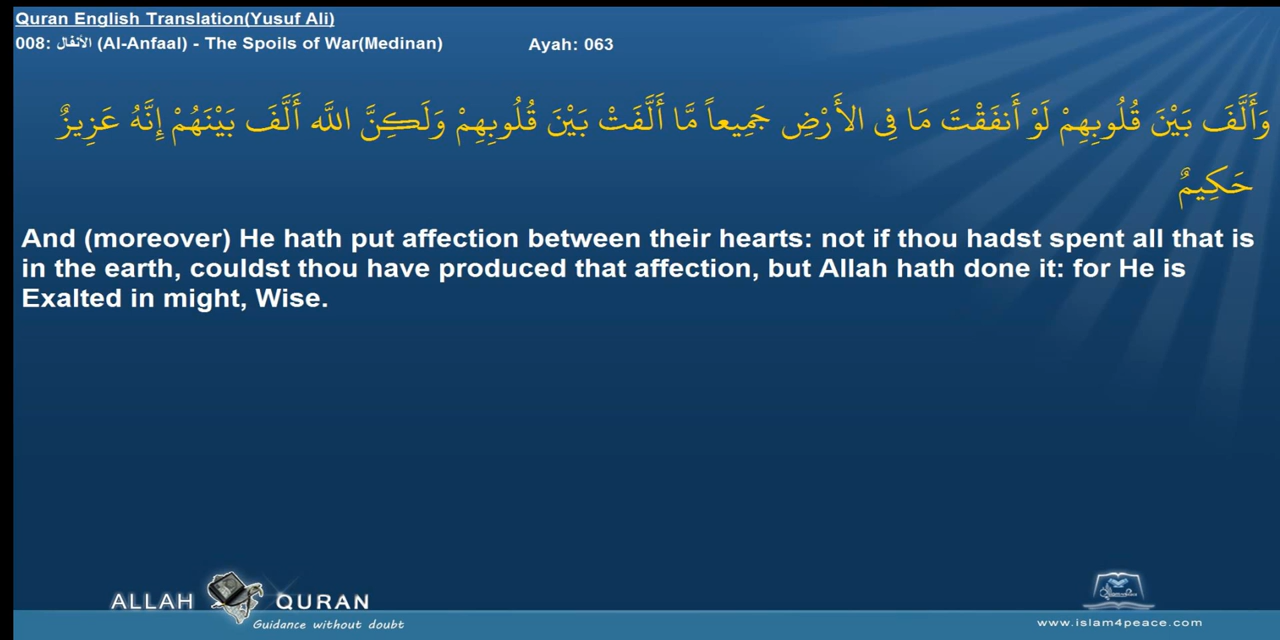 Quran English Translation(Yusuf Ali)
008: الأنفال (Al-Anfaal) - The Spoils of War(Medinan) Ayah: 063
وَأَلَّفَ بَيْنَ قُلُوبِهِمْ لَوْ أَنفَقْتَ مَا فِي الأَرْضِ جَمِيعاً مَّا أَلَّفَتْ بَيْنَ قُلُوبِهِمْ وَلَـكِنَّ اللّه أَلَّفَ بَيْنَهُمْ إِنَّهُ عَزِيزٌ
حَكِيمٌ
And (moreover) He hath put affection between their hearts: not if thou hadst spent all that is
in the earth, couldst thou have produced that affection, but Allah hath done it: for He is
Exalted in might, Wise.
ALLAH QURAN
Guidance without doubt
www.islam4peace.com